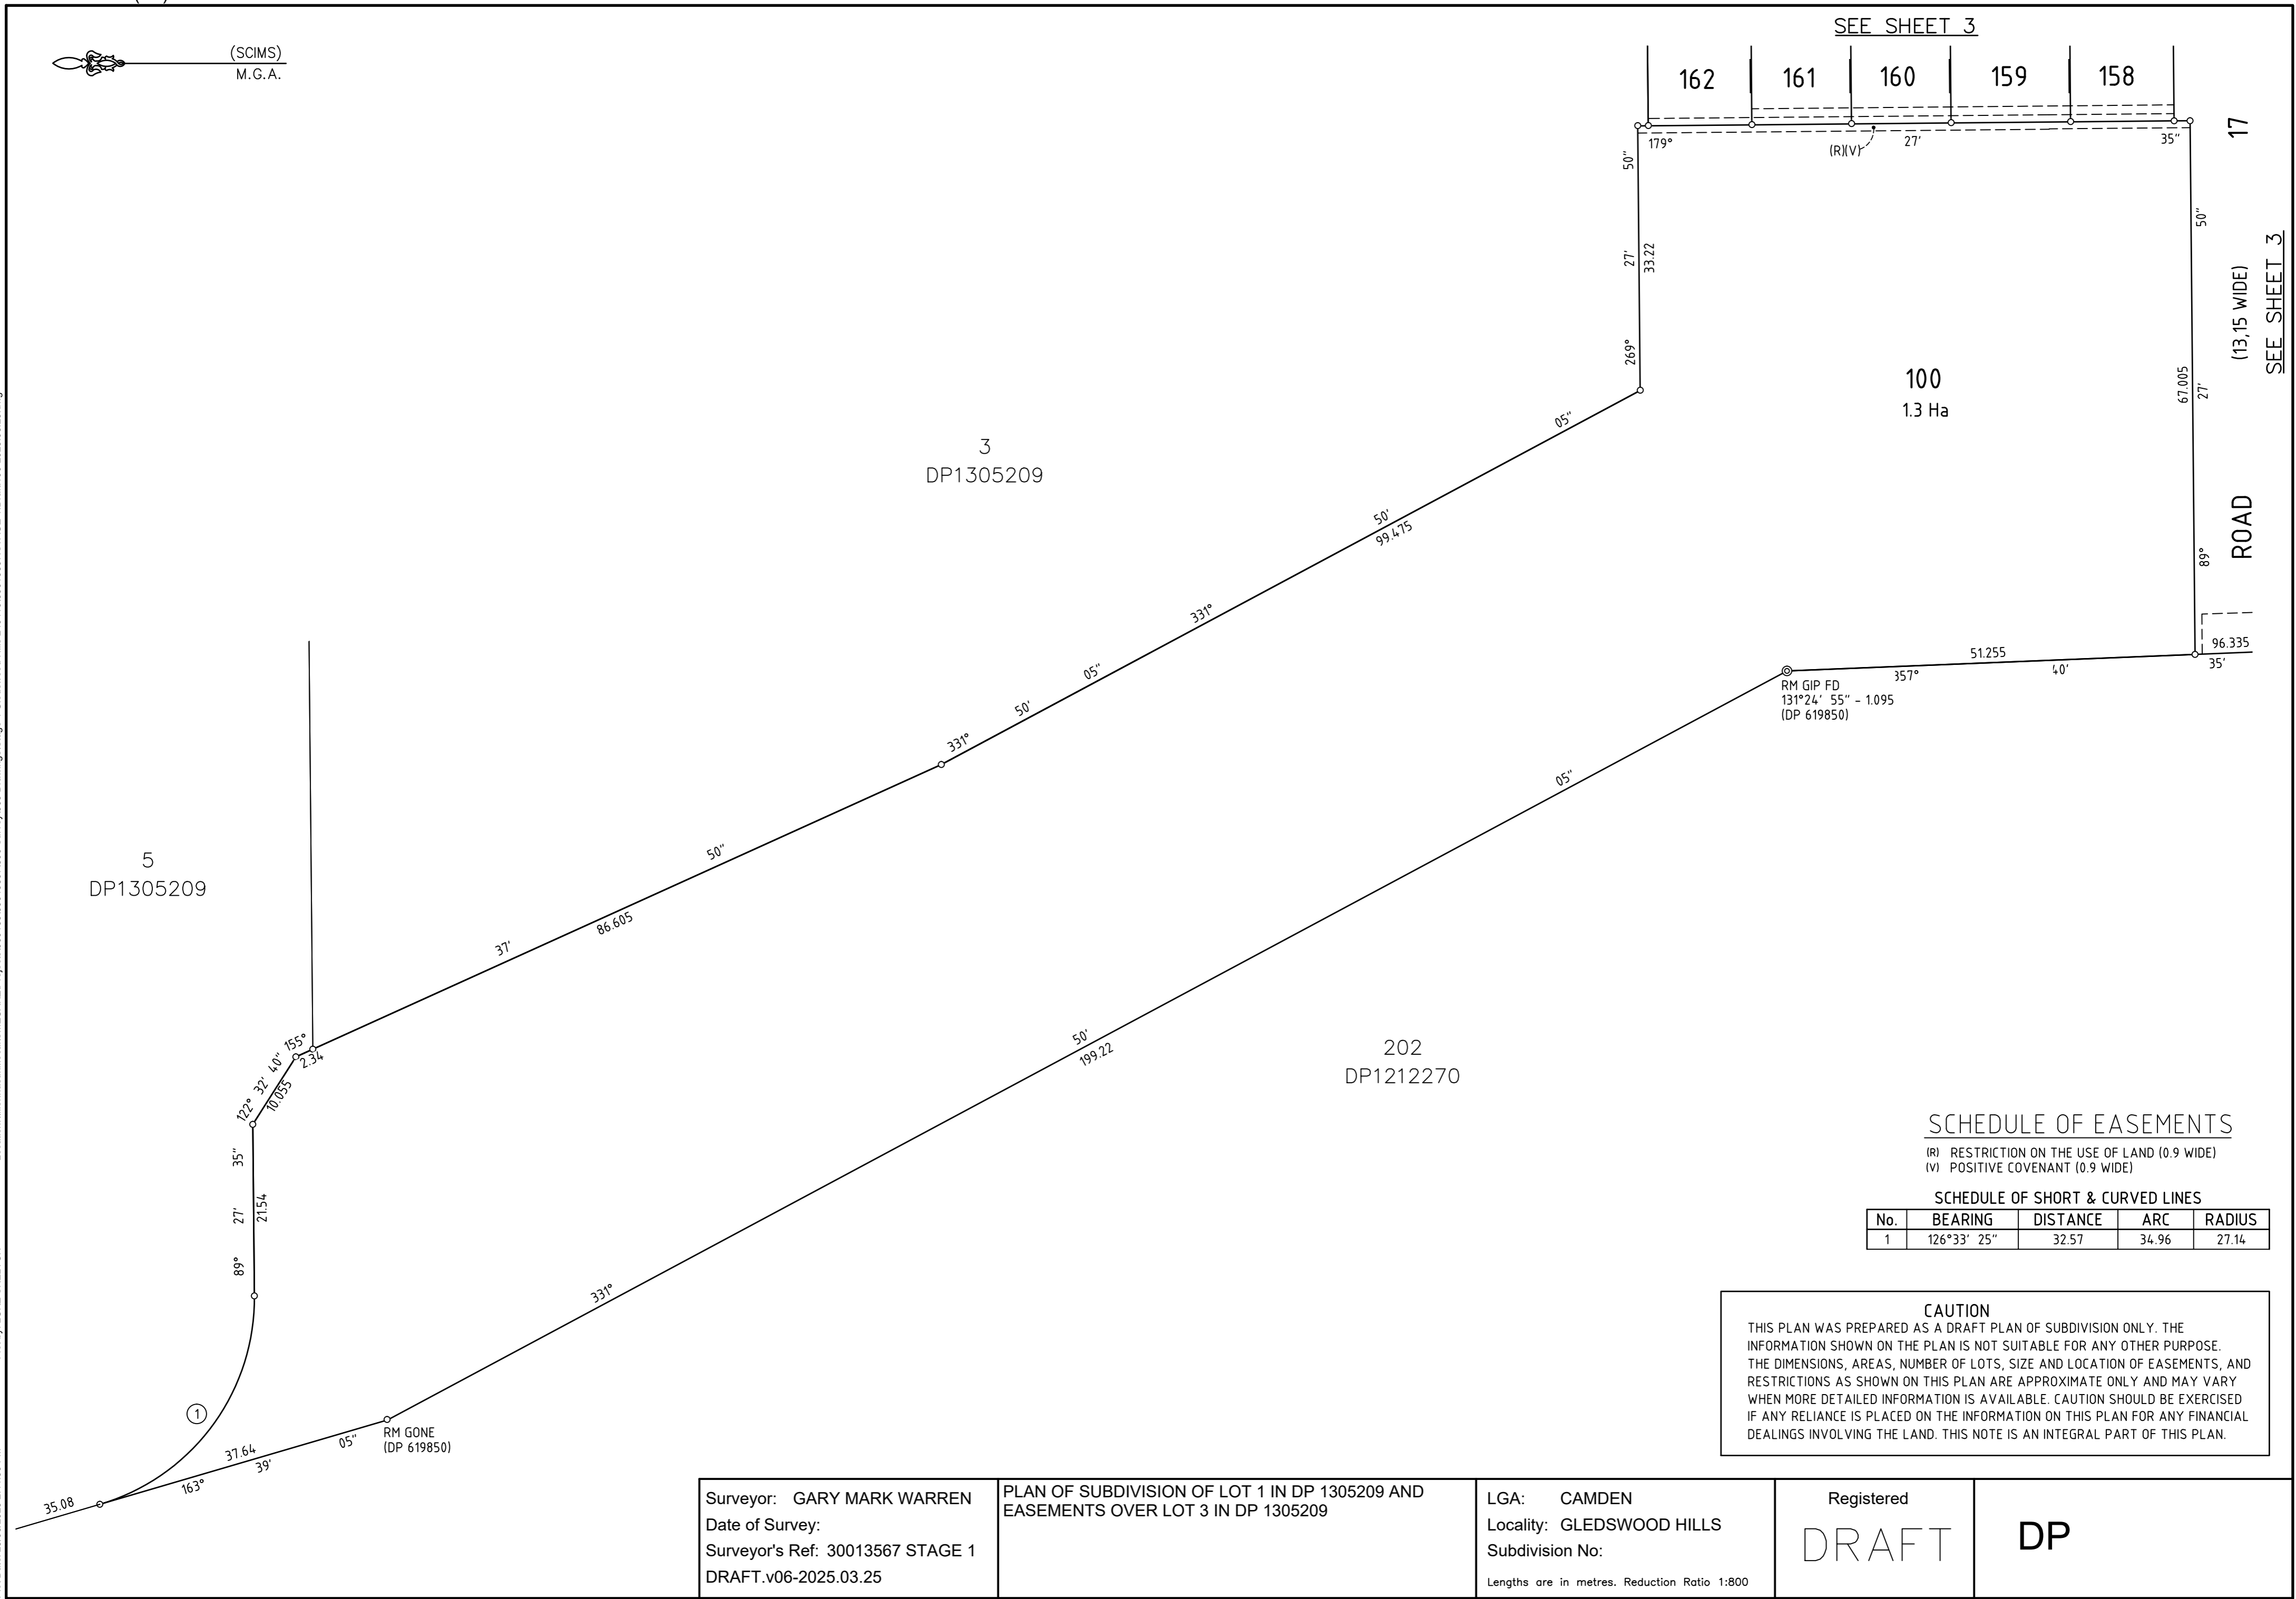 SEE SHEET 3
(SCIMS)
M.G.A.
162 161 160 159 158
179° 27' 35"
(R)(V)
50"
27'
33.22
269°
50"
67.005
27'
89°
17
(13,15 WIDE)
ROAD
SEE SHEET 3
100
1.3 Ha
3
DP1305209
05"
50'
99.475
331°
05"
50'
331°
51.255
357° 40'
96.335
35'
RM GIP FD
131°24' 55" - 1.095
(DP 619850)
05"
50"
37'
86.605
5
DP1305209
155°
2.34
122° 32' 40"
10.055
35"
27'
21.54
89°
50'
199.22
331°
202
DP1212270
1
RM GONE
(DP 619850)
37.64
163° 39' 05"
35.08
SCHEDULE OF EASEMENTS
(R) RESTRICTION ON THE USE OF LAND (0.9 WIDE)
(V) POSITIVE COVENANT (0.9 WIDE)
SCHEDULE OF SHORT & CURVED LINES
No. BEARING DISTANCE ARC RADIUS
1 126°33' 25" 32.57 34.96 27.14
CAUTION
THIS PLAN WAS PREPARED AS A DRAFT PLAN OF SUBDIVISION ONLY. THE
INFORMATION SHOWN ON THE PLAN IS NOT SUITABLE FOR ANY OTHER PURPOSE.
THE DIMENSIONS, AREAS, NUMBER OF LOTS, SIZE AND LOCATION OF EASEMENTS, AND
RESTRICTIONS AS SHOWN ON THIS PLAN ARE APPROXIMATE ONLY AND MAY VARY
WHEN MORE DETAILED INFORMATION IS AVAILABLE. CAUTION SHOULD BE EXERCISED
IF ANY RELIANCE IS PLACED ON THE INFORMATION ON THIS PLAN FOR ANY FINANCIAL
DEALINGS INVOLVING THE LAND. THIS NOTE IS AN INTEGRAL PART OF THIS PLAN.
Surveyor: GARY MARK WARREN
Date of Survey:
Surveyor's Ref: 30013567 STAGE 1
DRAFT.v06-2025.03.25
PLAN OF SUBDIVISION OF LOT 1 IN DP 1305209 AND
EASEMENTS OVER LOT 3 IN DP 1305209
LGA: CAMDEN
Locality: GLEDSWOOD HILLS
Subdivision No:
Lengths are in metres. Reduction Ratio 1:800
Registered
DRAFT
DP